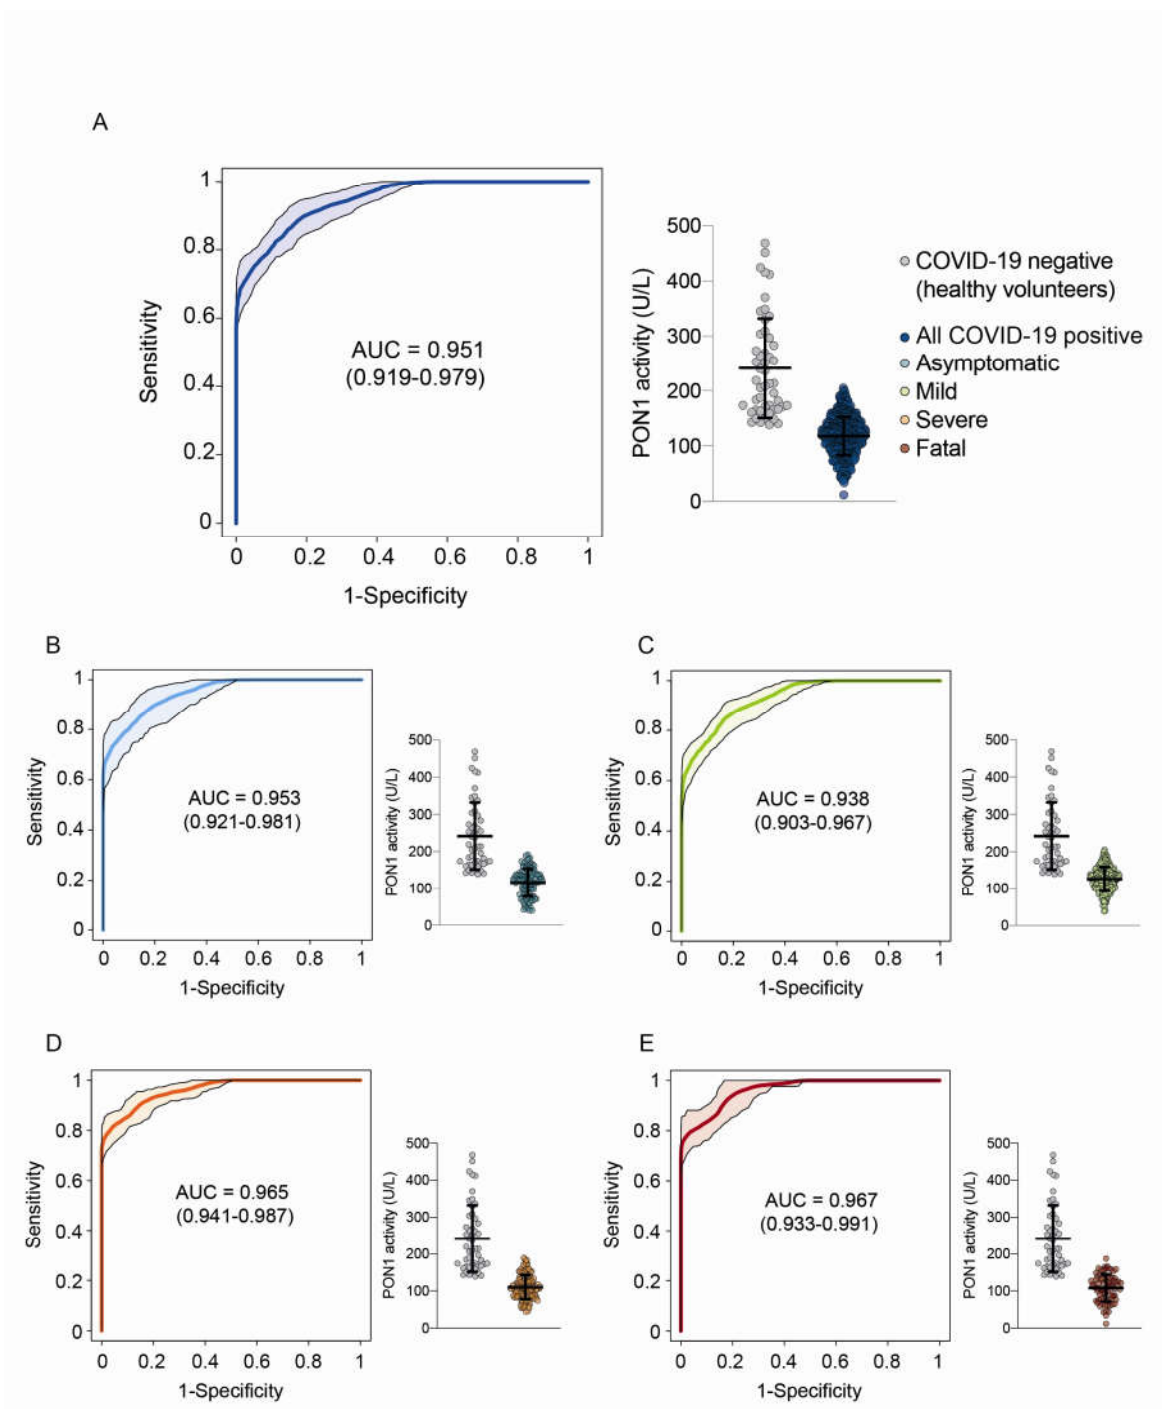 A
1
0.8
0.6
0.4
0.2
0
Sensitivity
AUC = 0.951
(0.919-0.979)
0 0.2 0.4 0.6 0.8 1
1-Specificity
500
400
300
200
100
0
PON1 activity (U/L)
COVID-19 negative
(healthy volunteers)
All COVID-19 positive
Asymptomatic
Mild
Severe
Fatal
B
1
0.8
0.6
0.4
0.2
0
Sensitivity
AUC = 0.953
(0.921-0.981)
0 0.2 0.4 0.6 0.8 1
1-Specificity
500
400
300
200
100
0
PON1 activity (U/L)
C
1
0.8
0.6
0.4
0.2
0
Sensitivity
AUC = 0.938
(0.903-0.967)
0 0.2 0.4 0.6 0.8 1
1-Specificity
500
400
300
200
100
0
PON1 activity (U/L)
D
1
0.8
0.6
0.4
0.2
0
Sensitivity
AUC = 0.965
(0.941-0.987)
0 0.2 0.4 0.6 0.8 1
1-Specificity
500
400
300
200
100
0
PON1 activity (U/L)
E
1
0.8
0.6
0.4
0.2
0
Sensitivity
AUC = 0.967
(0.933-0.991)
0 0.2 0.4 0.6 0.8 1
1-Specificity
500
400
300
200
100
0
PON1 activity (U/L)